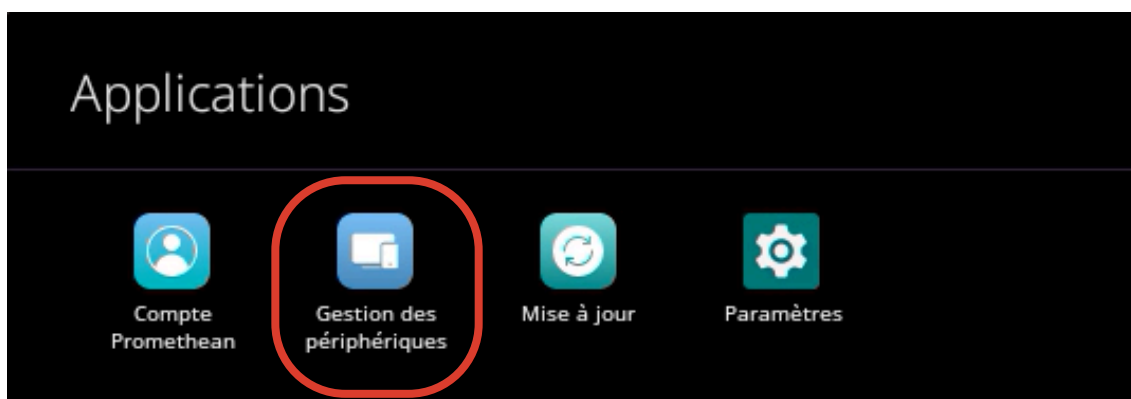 Applications
Compte
Promethean
Gestion des
périphériques
Mise à jour
Paramètres